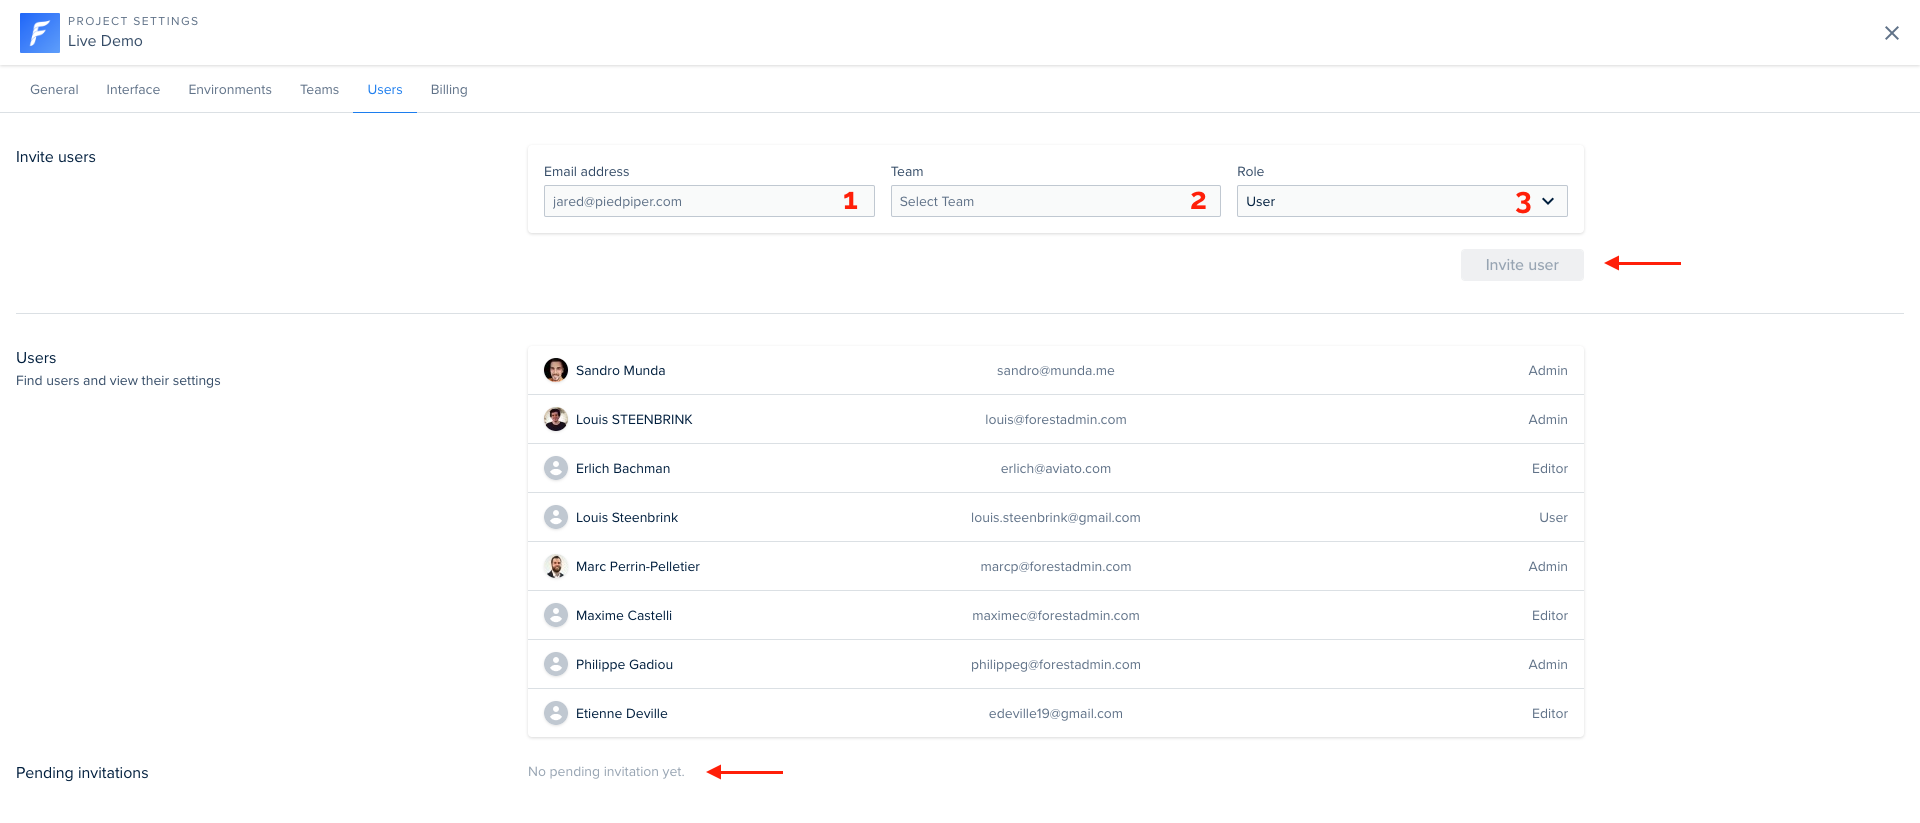 PROJECT SETTINGS
Live Demo
General Interface Environments Teams Users Billing
Invite users
Email address Team Role
jared@piedpiper.com 1 Select Team 2 User 3
Invite user
Users
Find users and view their settings
Sandro Munda sandro@munda.me Admin
Louis STEENBRINK louis@forestadmin.com Admin
Erlich Bachman erlich@aviato.com Editor
Louis Steenbrink louis.steenbrink@gmail.com User
Marc Perrin-Pelletier marcp@forestadmin.com Admin
Maxime Castelli maximec@forestadmin.com Editor
Philippe Gadiou philippeg@forestadmin.com Admin
Etienne Deville edeville19@gmail.com Editor
Pending invitations No pending invitation yet.